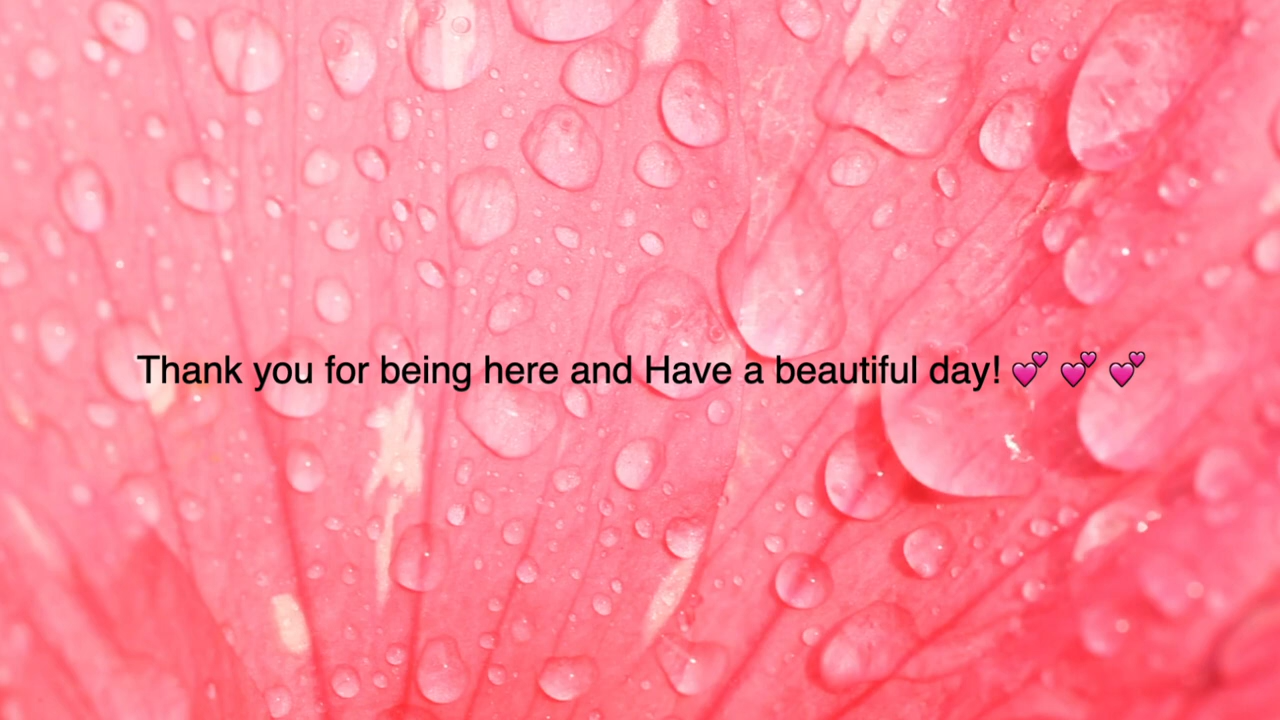 Thank you for being here and Have a beautiful day! 💕 💕 💕